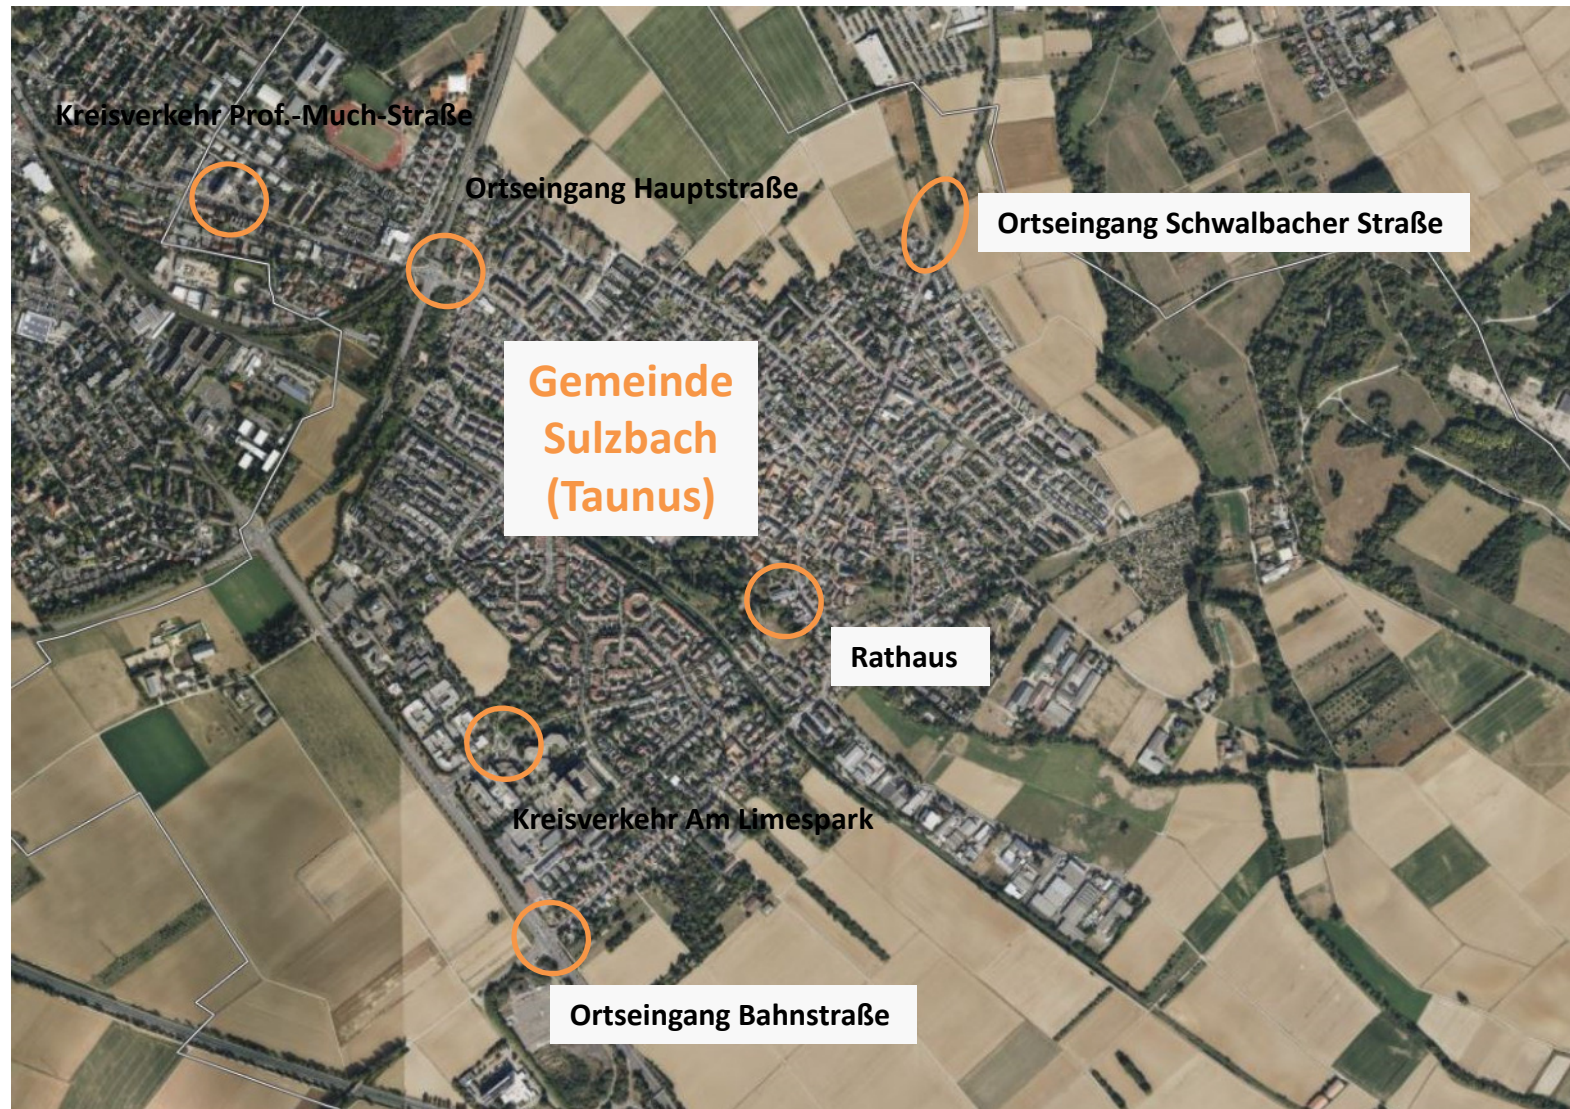 Kreisverkehr Prof.-Much-Straße
Ortseingang Hauptstraße
Ortseingang Schwalbacher Straße
Gemeinde
Sulzbach
(Taunus)
Rathaus
Kreisverkehr Am Limespark
Ortseingang Bahnstraße